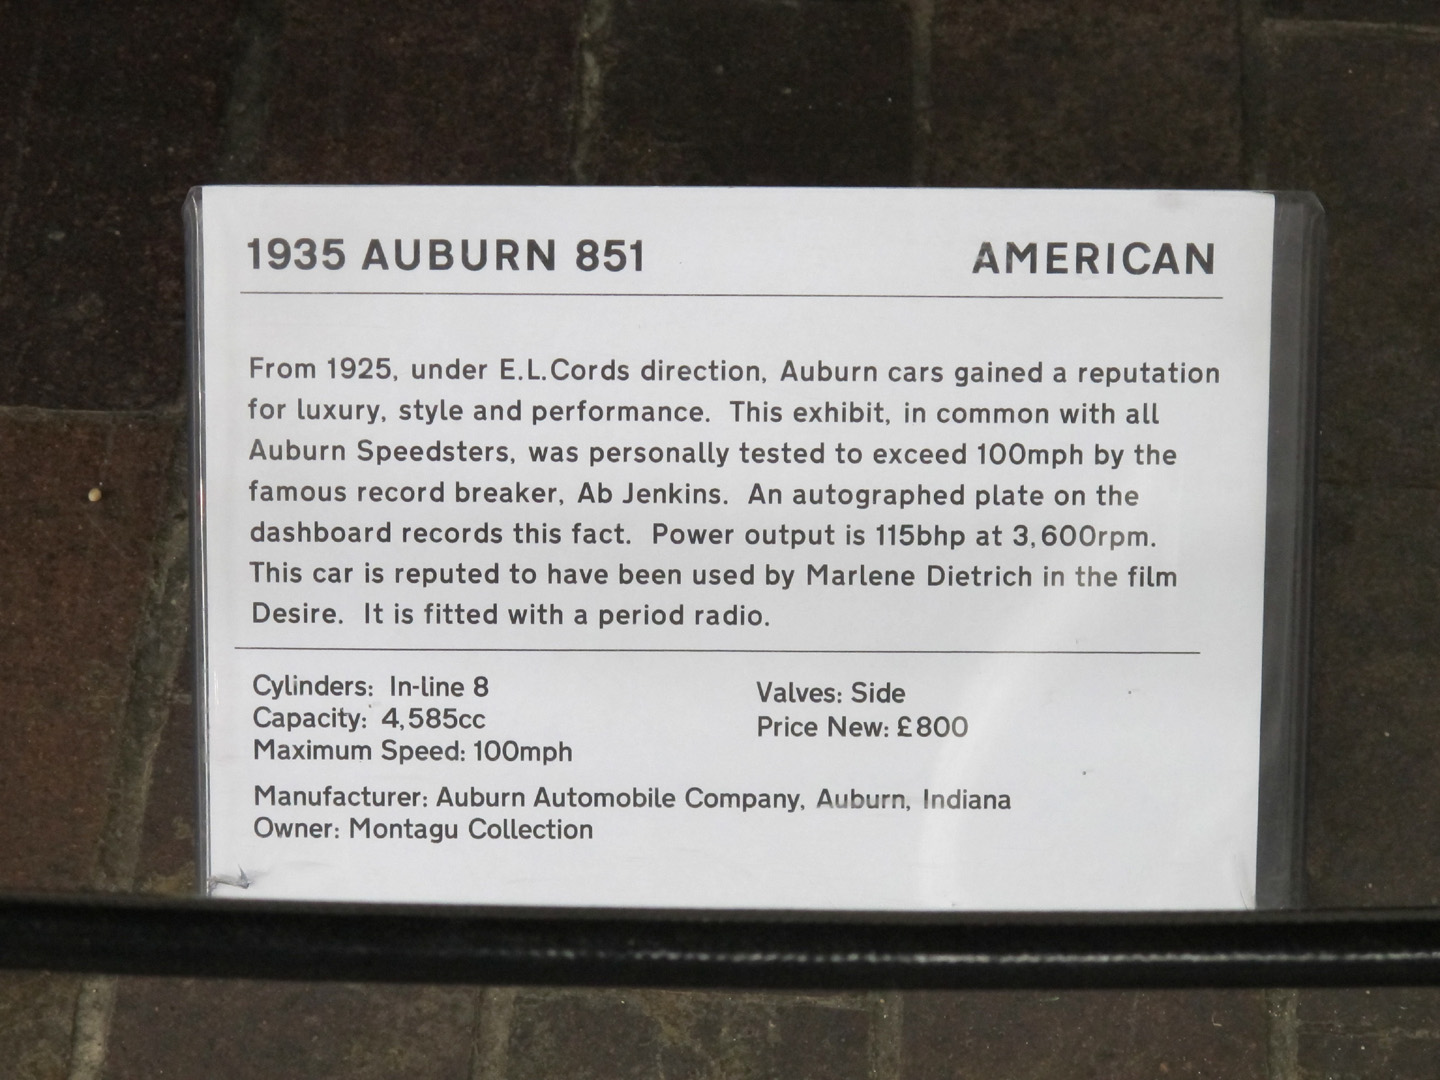 1935 AUBURN 851 AMERICAN
From 1925, under E.L.Cords direction, Auburn cars gained a reputation
for luxury, style and performance. This exhibit, in common with all
Auburn Speedsters, was personally tested to exceed 100mph by the
famous record breaker, Ab Jenkins. An autographed plate on the
dashboard records this fact. Power output is 115bhp at 3,600rpm.
This car is reputed to have been used by Marlene Dietrich in the film
Desire. It is fitted with a period radio.
Cylinders: In-line 8
Capacity: 4,585cc
Maximum Speed: 100mph
Valves: Side
Price New: £800
Manufacturer: Auburn Automobile Company, Auburn, Indiana
Owner: Montagu Collection